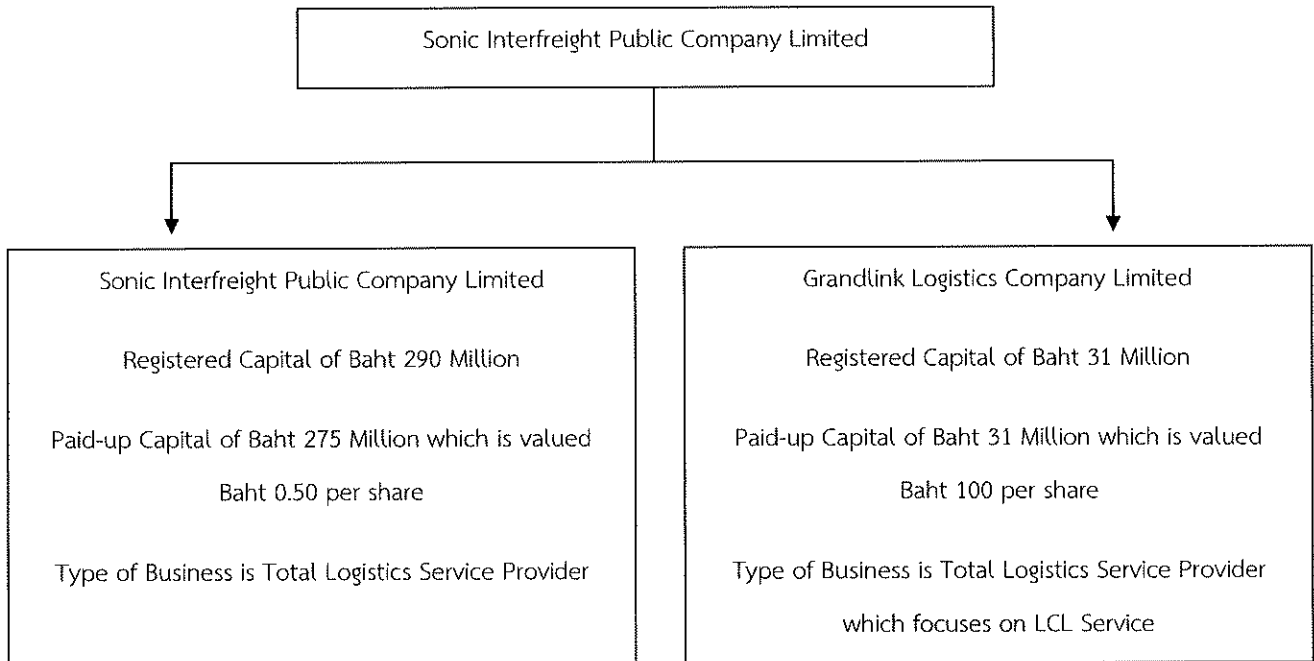 Sonic Interfreight Public Company Limited
Sonic Interfreight Public Company Limited
Registered Capital of Baht 290 Million
Paid-up Capital of Baht 275 Million which is valued
Baht 0.50 per share
Type of Business is Total Logistics Service Provider
Grandlink Logistics Company Limited
Registered Capital of Baht 31 Million
Paid-up Capital of Baht 31 Million which is valued
Baht 100 per share
Type of Business is Total Logistics Service Provider
which focuses on LCL Service